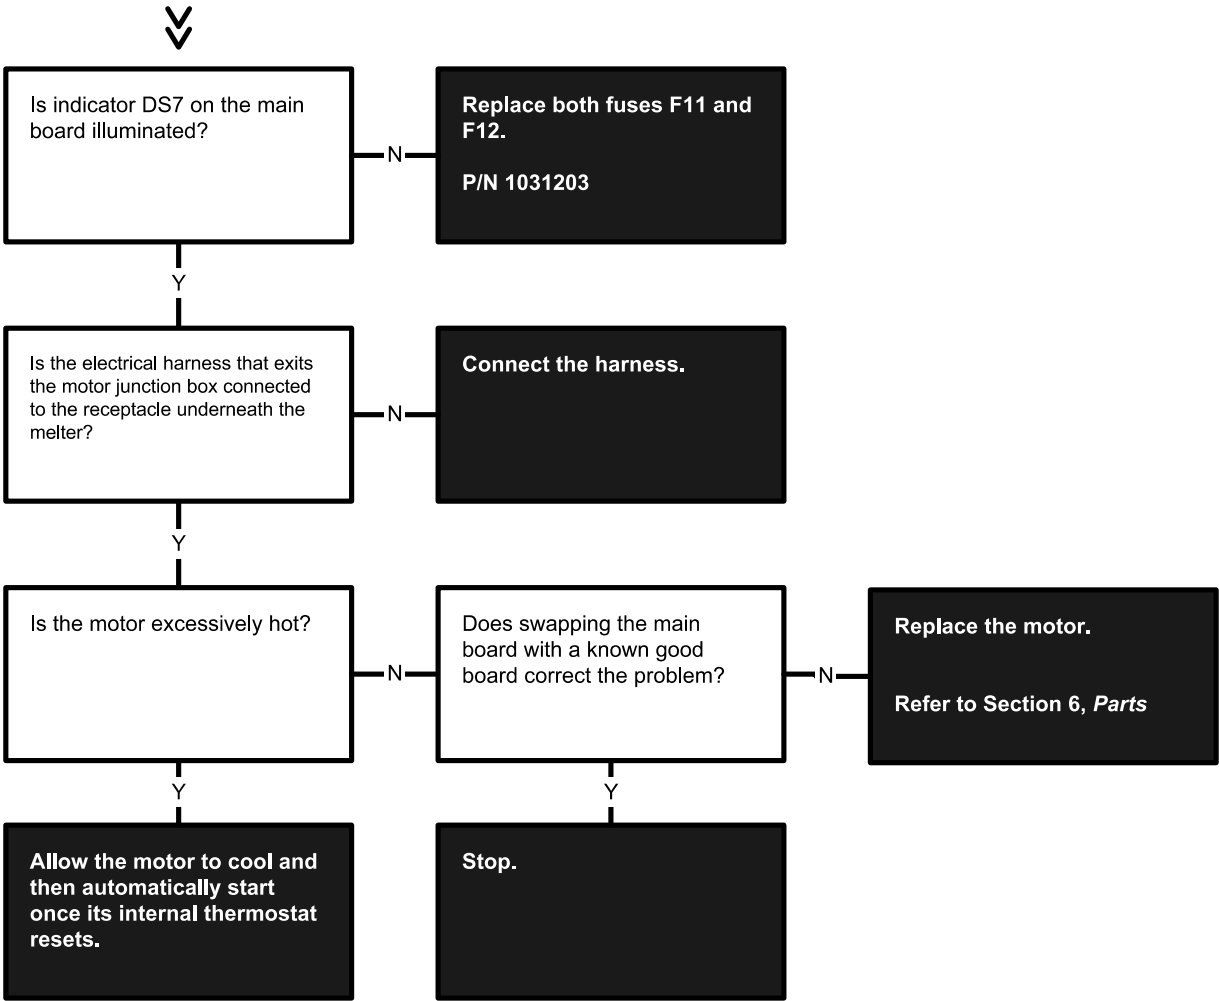 Is indicator DS7 on the main
board illuminated?
N
Replace both fuses F11 and
F12.
P/N 1031203
Y
Is the electrical harness that exits
the motor junction box connected
to the receptacle underneath the
melter?
N
Connect the harness.
Y
Is the motor excessively hot?
N
Does swapping the main
board with a known good
board correct the problem?
N
Replace the motor.
Refer to Section 6, Parts
Y
Y
Allow the motor to cool and
then automatically start
once its internal thermostat
resets.
Stop.